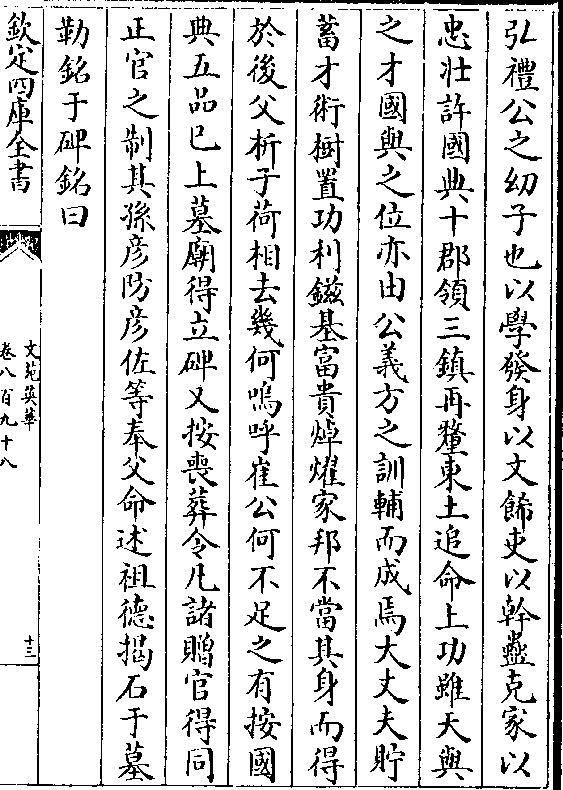 弘禮公之幼子也以學發身以文餙吏以幹蠱克家以
忠壯許國典十郡領三鎮再釐東土追命上功雖天與
之才國與之位亦由公義方之訓輔而成焉大丈夫貯
蓄才術樹置功利鎡基富貴焯燿家邦不當其身而得
於後父析子荷相去幾何嗚呼崔公何不足之有按國
典五品已上墓廟得立碑又按喪葬令凡諸贈官得同
正官之制其孫彦防彦佐等奉父命述祖德揭石于墓
勒銘于碑銘曰
欽定四庫全書
文苑英華
卷八百九十八
十三